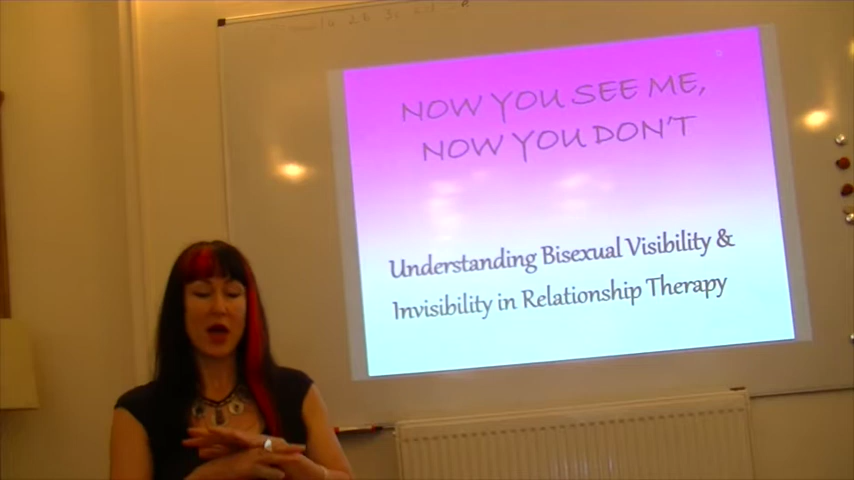 NOW YOU SEE ME,
NOW YOU DON'T
Understanding Bisexual Visibility &
Invisibility in Relationship Therapy